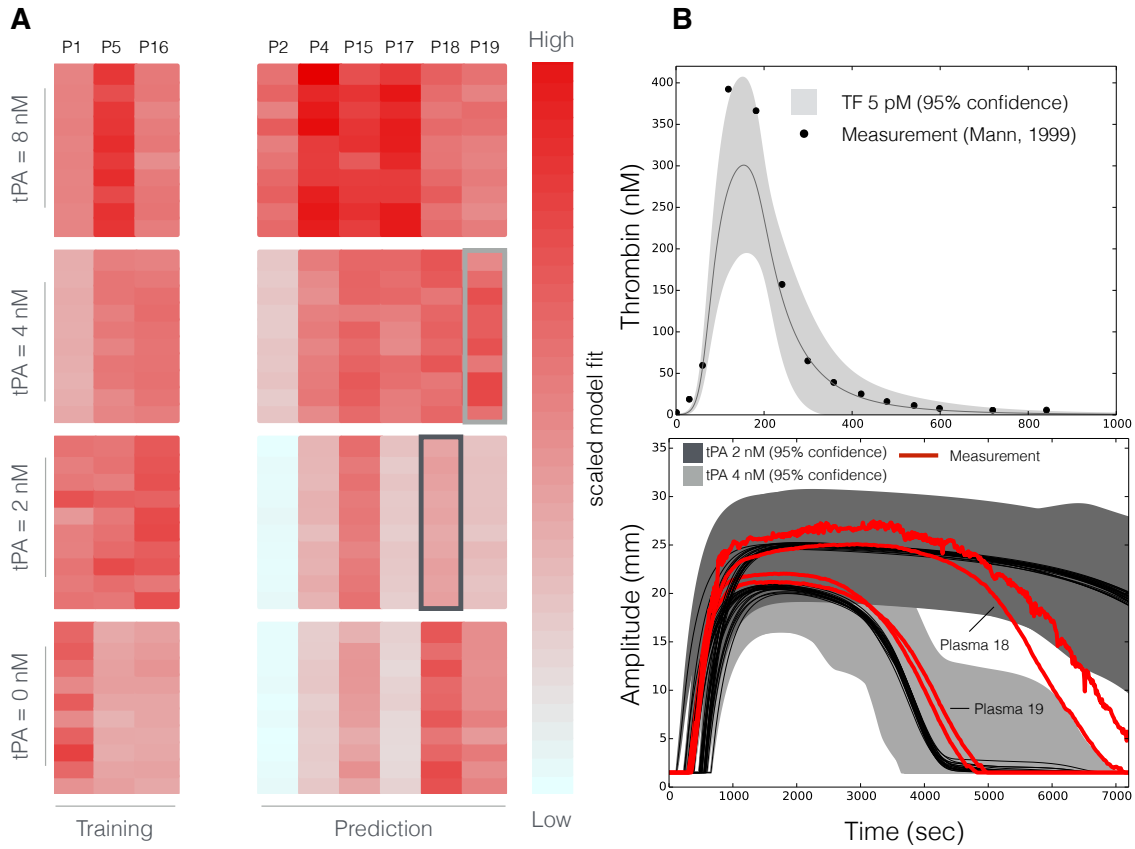 A
P1 P5 P16
P2 P4 P15 P17 P18 P19
High
tPA = 8 nM
tPA = 4 nM
tPA = 2 nM
tPA = 0 nM
scaled model fit
Low
Training
Prediction
B
Thrombin (nM)
400
350
300
250
200
150
100
50
0
TF 5 pM (95% confidence)
Measurement (Mann, 1999)
0 200 400 600 800 1000
Amplitude (mm)
35
30
25
20
15
10
5
0
tPA 2 nM (95% confidence)
Measurement
tPA 4 nM (95% confidence)
Plasma 18
Plasma 19
0 1000 2000 3000 4000 5000 6000 7000
Time (sec)